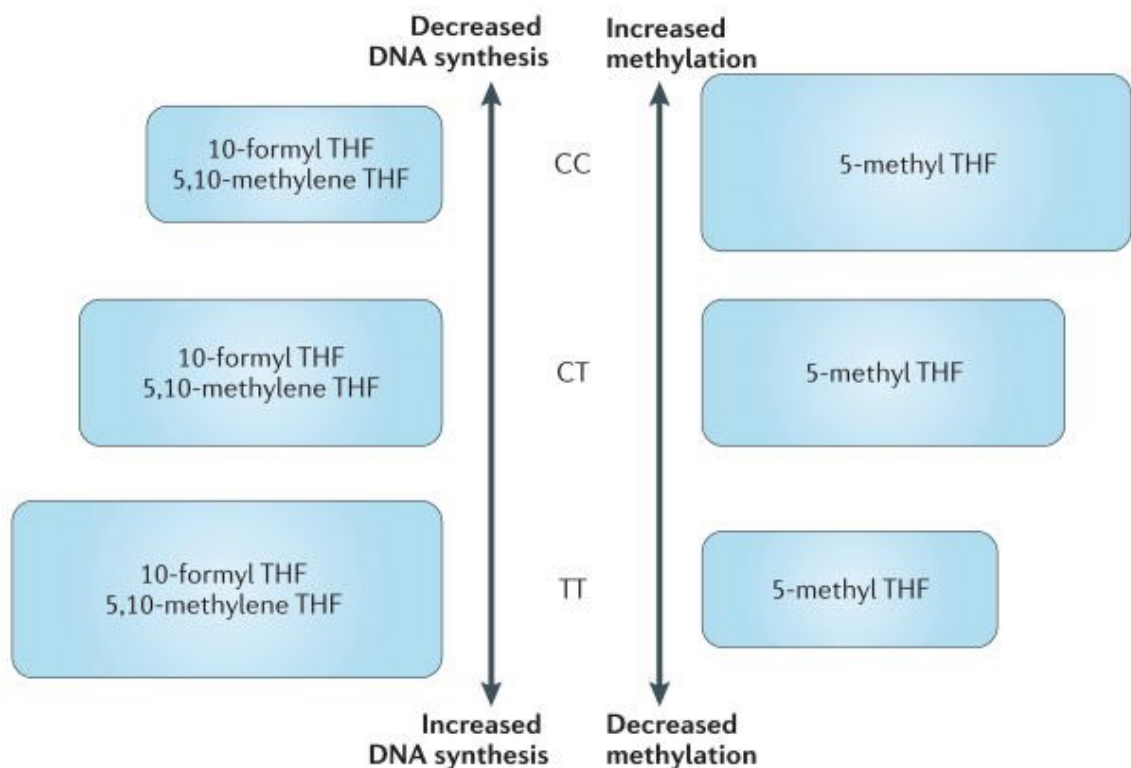 Decreased
DNA synthesis
Increased
methylation
10-formyl THF
5,10-methylene THF
CC
5-methyl THF
10-formyl THF
5,10-methylene THF
CT
5-methyl THF
10-formyl THF
5,10-methylene THF
TT
5-methyl THF
Increased
DNA synthesis
Decreased
methylation